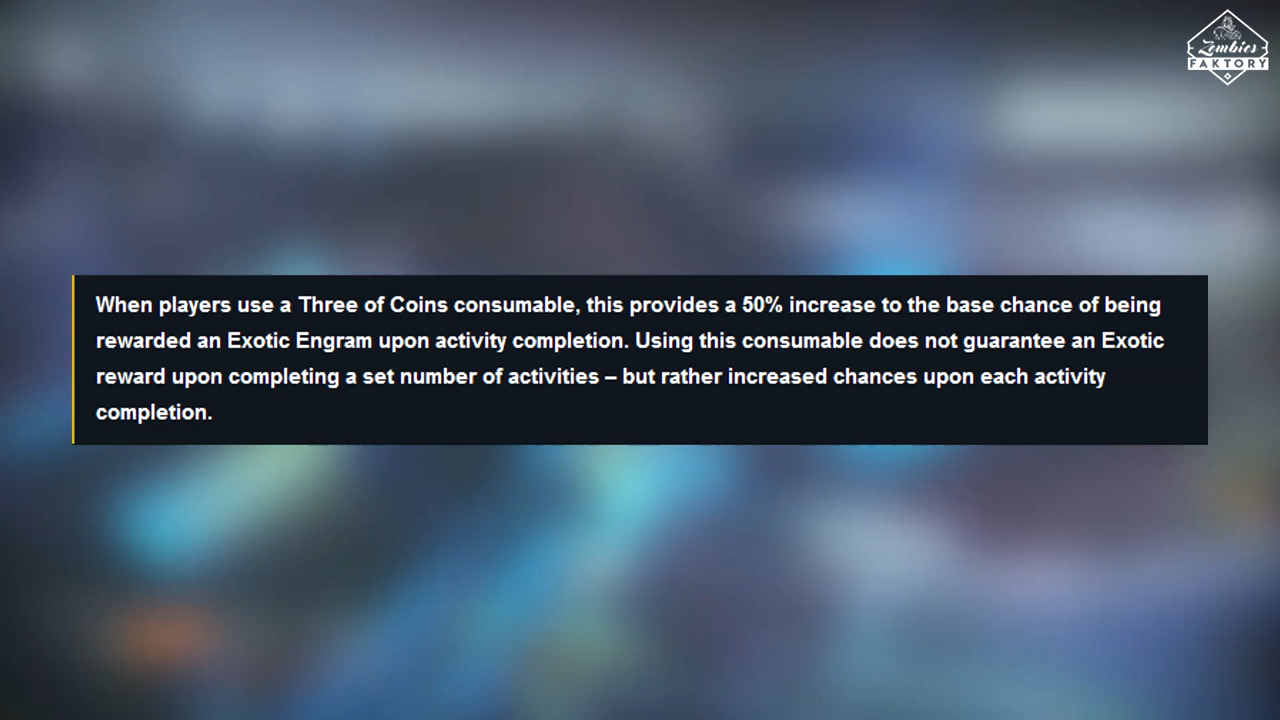 Zombies
FAKTORY
When players use a Three of Coins consumable, this provides a 50% increase to the base chance of being
rewarded an Exotic Engram upon activity completion. Using this consumable does not guarantee an Exotic
reward upon completing a set number of activities – but rather increased chances upon each activity
completion.